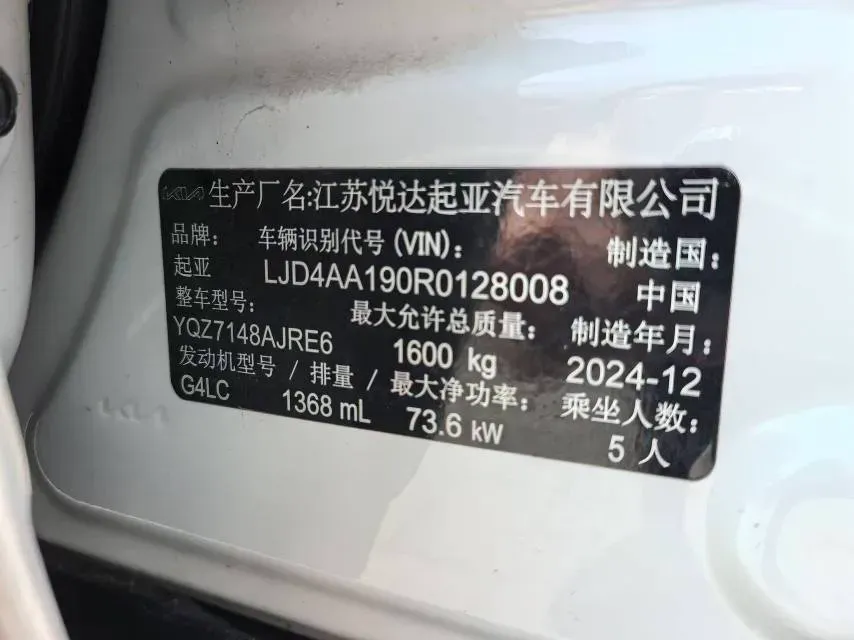 KIA 生产厂名:江苏悦达起亚汽车有限公司
品牌: 车辆识别代号(VIN): 制造国:
起亚 LJD4AA190R0128008 中国
整车型号: 最大允许总质量: 制造年月:
YQZ7148AJRE6 1600 kg 2024-12
发动机型号 / 排量 / 最大净功率: 乘坐人数:
G4LC 1368 mL 73.6 kW 5 人